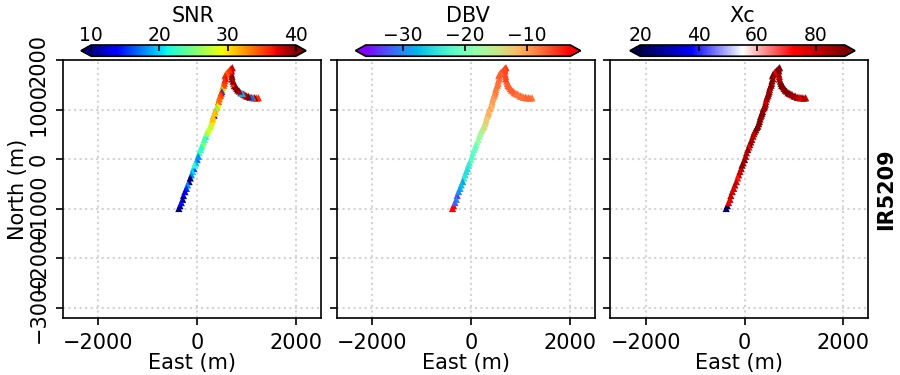 SNR DBV Xc
10 20 30 40 −30 −20 −10 20 40 60 80
North (m)
2000
1000
0
−1000
−2000
−3000
IR5209
−2000 0 2000 −2000 0 2000 −2000 0 2000
East (m) East (m) East (m)